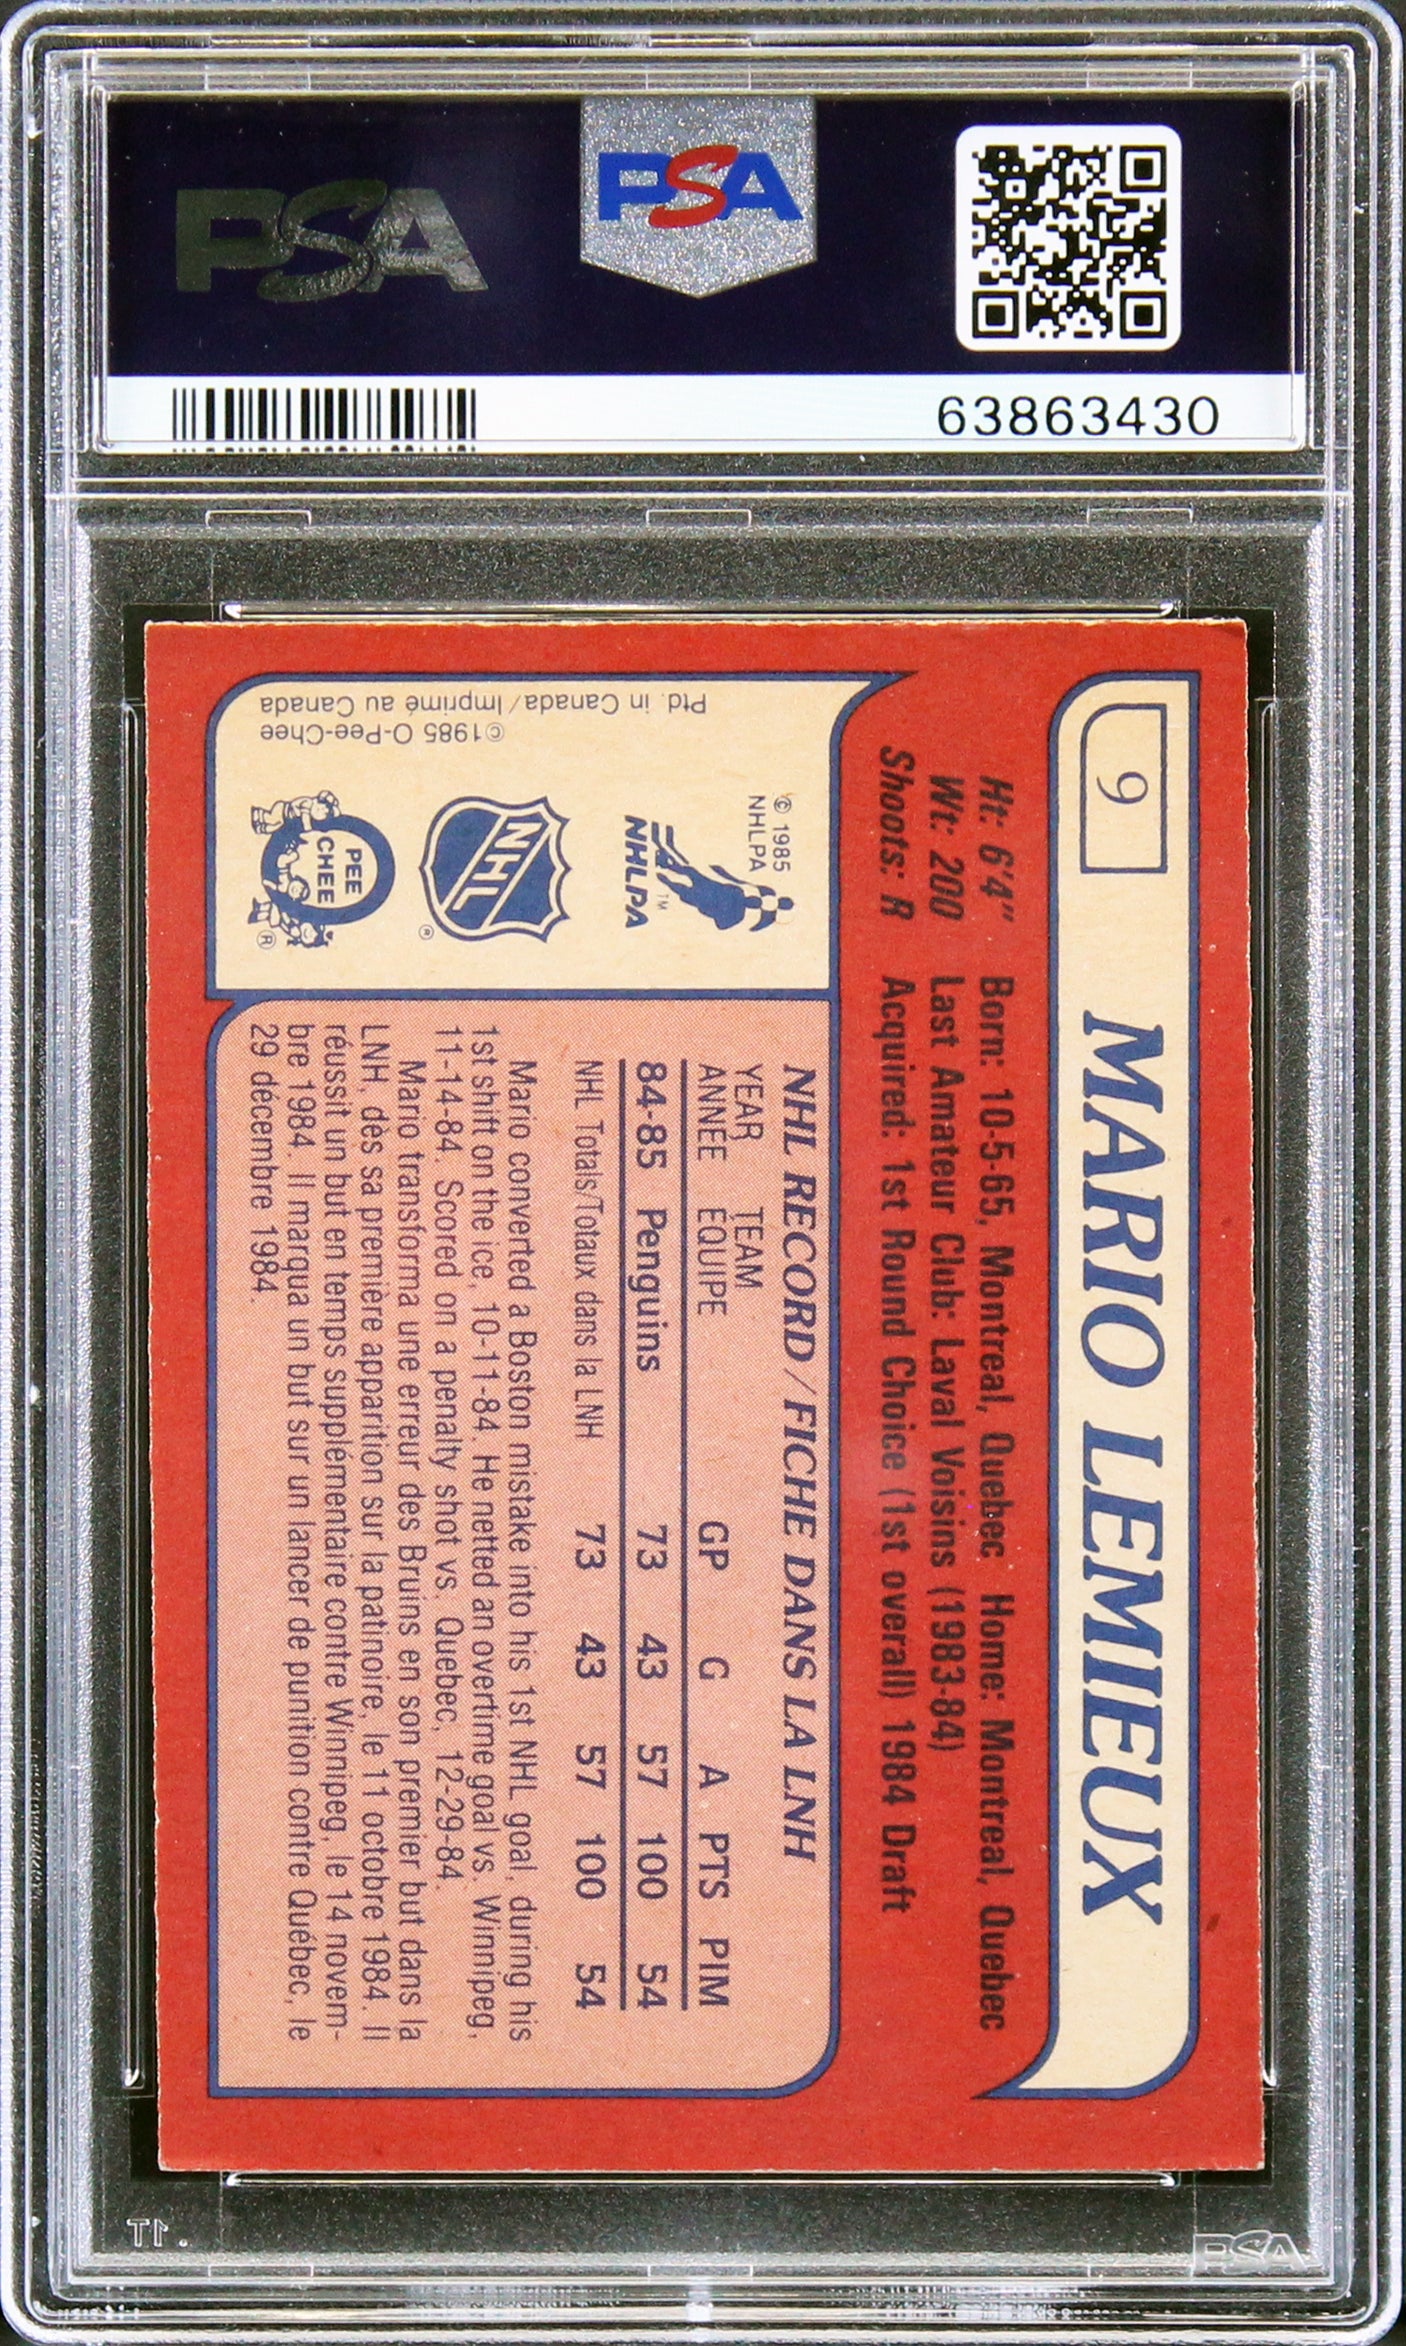 PSA
PSA
63863430
9
MARIO LEMIEUX
Ht: 6'4" Born: 10-5-65, Montreal, Quebec Home: Montreal, Quebec
Wt: 200 Last Amateur Club: Laval Voisins (1983-84)
Shoots: R Acquired: 1st Round Choice (1st overall) 1984 Draft
© 1985
NHLPA
NHLPA™
NHL
®
O
PEE
CHEE
®
Ptd. in Canada/Imprimé au Canada
©1985 O-Pee-Chee
NHL RECORD/FICHE DANS LA LNH
YEAR TEAM
ANNEE EQUIPE GP G A PTS PIM
84-85 Penguins 73 43 57 100 54
NHL Totals/Totaux dans la LNH 73 43 57 100 54
Mario converted a Boston mistake into his 1st NHL goal, during his
1st shift on the ice, 10-11-84. He netted an overtime goal vs. Winnipeg,
11-14-84. Scored on a penalty shot vs. Quebec, 12-29-84.
Mario transforma une erreur des Bruins en son premier but dans la
LNH, dès sa première apparition sur la patinoire, le 11 octobre 1984. Il
réussit un but en temps supplémentaire contre Winnipeg, le 14 novem-
bre 1984. Il marqua un but sur un lancer de punition contre Québec, le
29 décembre 1984.
PSA